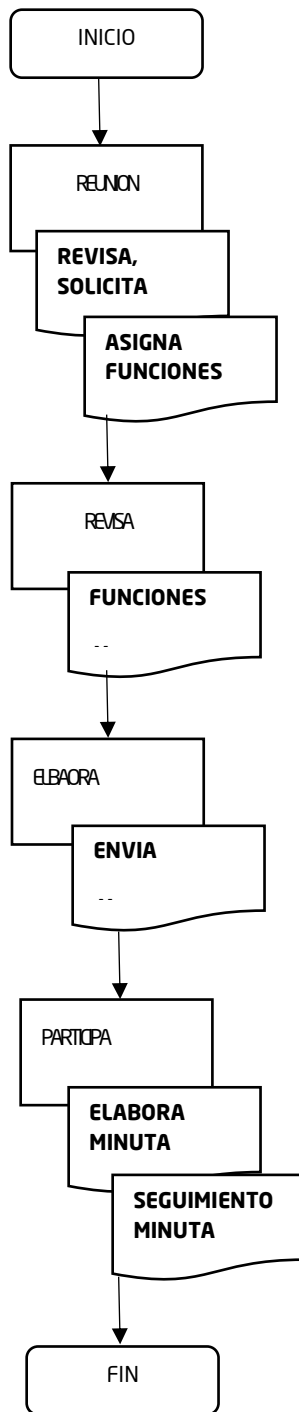 INICIO
REUNION
REVISA,
SOLICITA
ASIGNA
FUNCIONES
REVISA
FUNCIONES
--
ELBAORA
ENVIA
--
PARTICIPA
ELABORA
MINUTA
SEGUIMIENTO
MINUTA
FIN